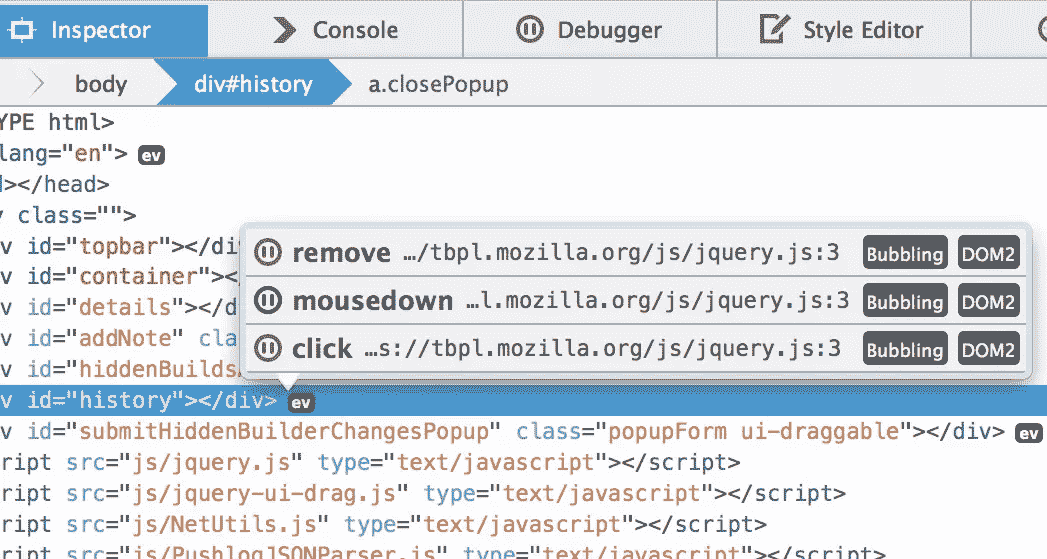 Inspector Console Debugger Style Editor
body div#history a.closePopup
YPE html>
lang="en"> ev
></head>
class="">
v id="topbar"></di
v id="container"><
v id="details"></d
v id="addNote" cla
v id="hiddenBuilds
remove …/tbpl.mozilla.org/js/jquery.js:3 Bubbling DOM2
mousedown …l.mozilla.org/js/jquery.js:3 Bubbling DOM2
click …s://tbpl.mozilla.org/js/jquery.js:3 Bubbling DOM2
v id="history"></div> ev
v id="submitHiddenBuilderChangesPopup" class="popupForm ui-draggable"></div> ev
ript src="js/jquery.js" type="text/javascript"></script>
ript src="js/jquery-ui-drag.js" type="text/javascript"></script>
ript src="js/NetUtils.js" type="text/javascript"></script>
ript src="js/PushlogJSONParser.js" type="text/javascript"></script>